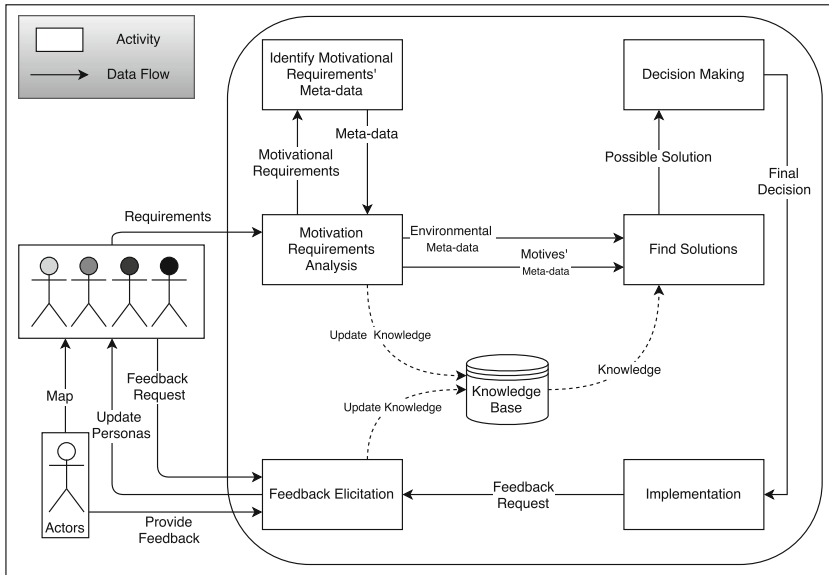 Activity
Data Flow
Identify Motivational
Requirements'
Meta-data
Decision Making
Meta-data
Motivational
Requirements
Possible Solution
Final
Decision
Requirements
Motivation
Requirements
Analysis
Environmental
Meta-data
Motives'
Meta-data
Find Solutions
Update Knowledge
Knowledge
Feedback
Request
Map
Update
Personas
Knowledge
Base
Update Knowledge
Feedback Elicitation
Feedback
Request
Implementation
Actors
Provide
Feedback